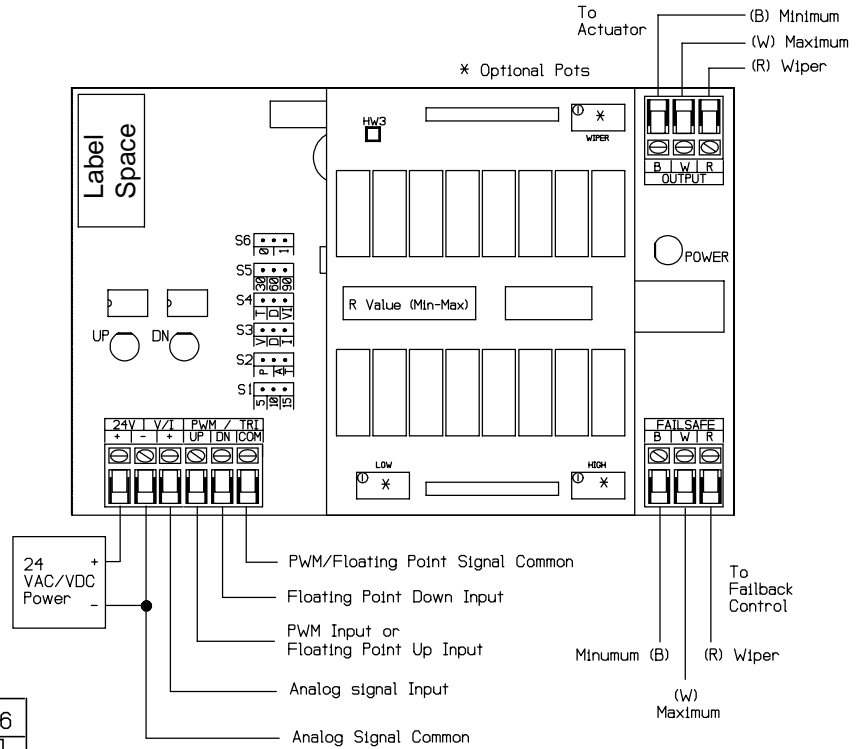 To
Actuator
(B) Minimum
(W) Maximum
(R) Wiper
* Optional Pots
Label
Space
HW3
*
WIPER
B W R
OUTPUT
POWER
S6
0 1
S5
30 60 90
S4
T D VI
S3
V D I
S2
P A T
S1
5 10 15
R Value (Min-Max)
UP
DN
24V V/I PWM / TRI
+ - + UP DN COM
FAILSAFE
B W R
LOW
*
HIGH
*
24
VAC/VDC
Power
+
-
PWM/Floating Point Signal Common
Floating Point Down Input
PWM Input or
Floating Point Up Input
Analog signal Input
Analog Signal Common
To
Failback
Control
Minumum (B)
(R) Wiper
(W)
Maximum
6